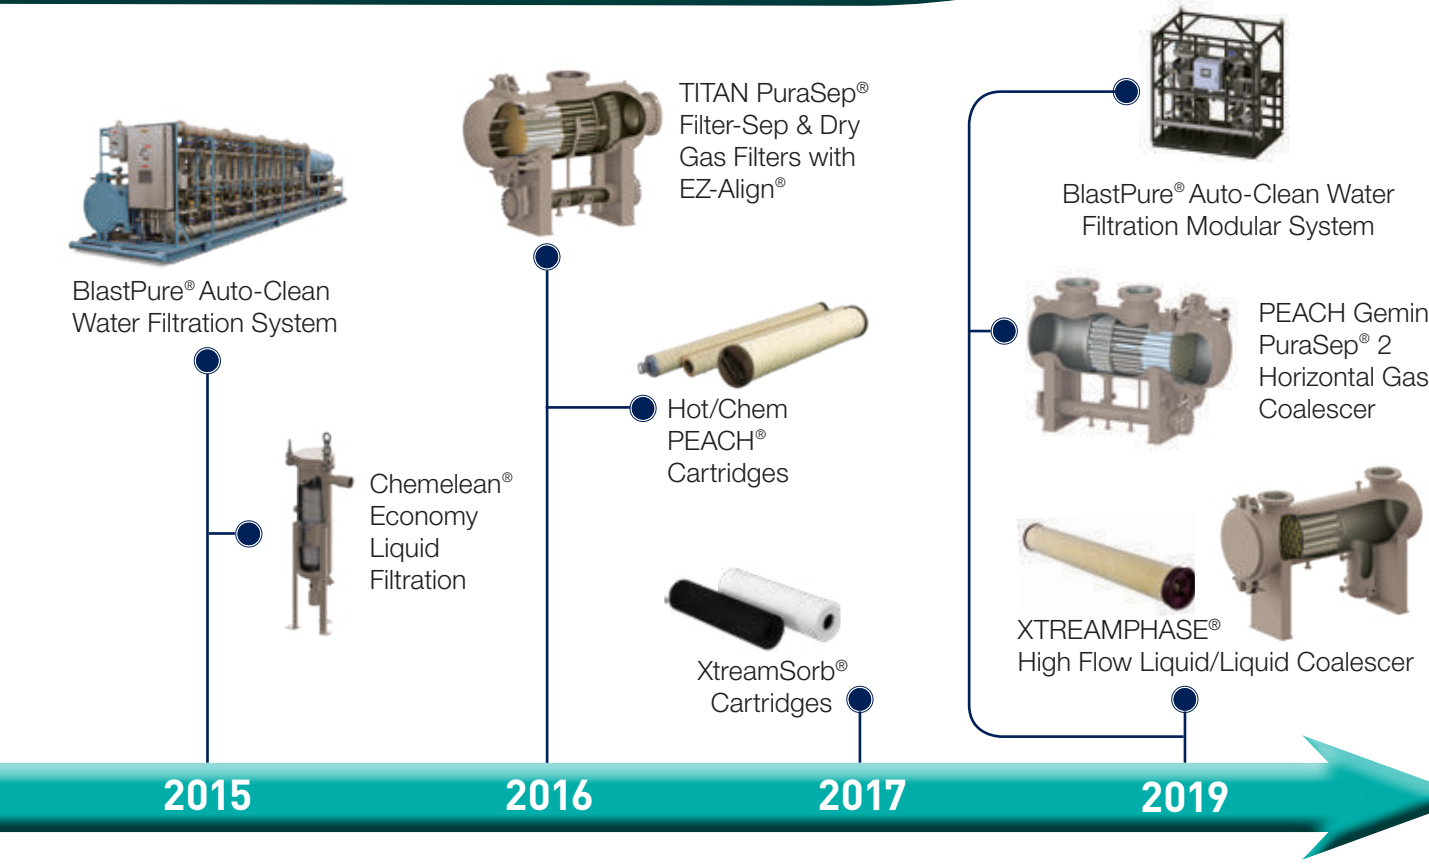 BlastPure® Auto-Clean
Water Filtration System
Chemelean®
Economy
Liquid
Filtration
TITAN PuraSep®
Filter-Sep & Dry
Gas Filters with
EZ-Align®
Hot/Chem
PEACH®
Cartridges
XtreamSorb®
Cartridges
BlastPure® Auto-Clean Water
Filtration Modular System
PEACH Gemin
PuraSep® 2
Horizontal Gas
Coalescer
XTREAMPHASE®
High Flow Liquid/Liquid Coalescer
2015
2016
2017
2019